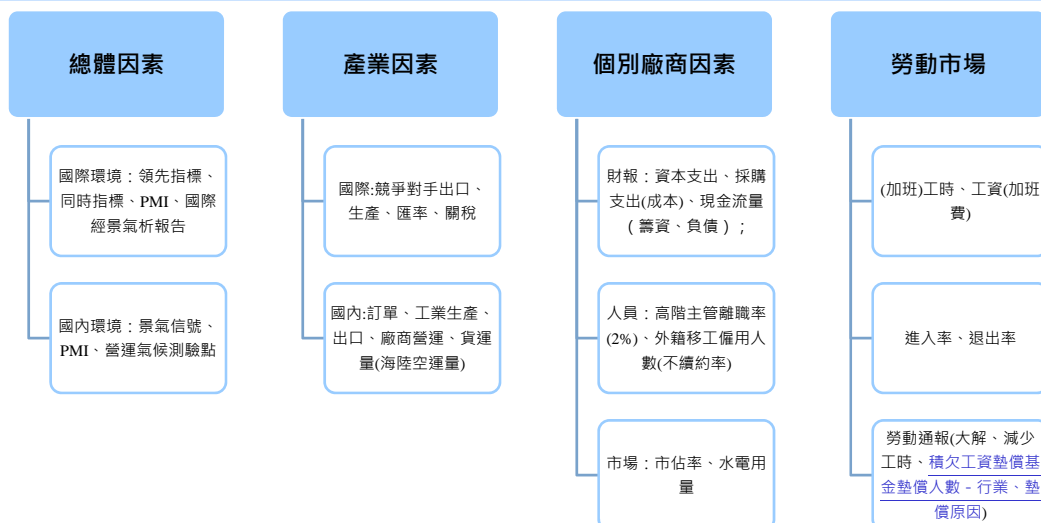 總體因素
國際環境：領先指標、
同時指標、PMI、國際
經景氣析報告
國內環境：景氣信號、
PMI、營運氣候測驗點
產業因素
國際:競爭對手出口、
生產、匯率、關稅
國內:訂單、工業生產、
出口、廠商營運、貨運
量(海陸空運量)
個別廠商因素
財報：資本支出、採購
支出(成本)、現金流量
（籌資、負債）；
人員：高階主管離職率
(2%)、外籍移工僱用人
數(不續約率)
市場：市佔率、水電用
量
勞動市場
(加班)工時、工資(加班
費)
進入率、退出率
勞動通報(大解、減少
工時、積欠工資墊償基
金墊償人數－行業、墊
償原因)